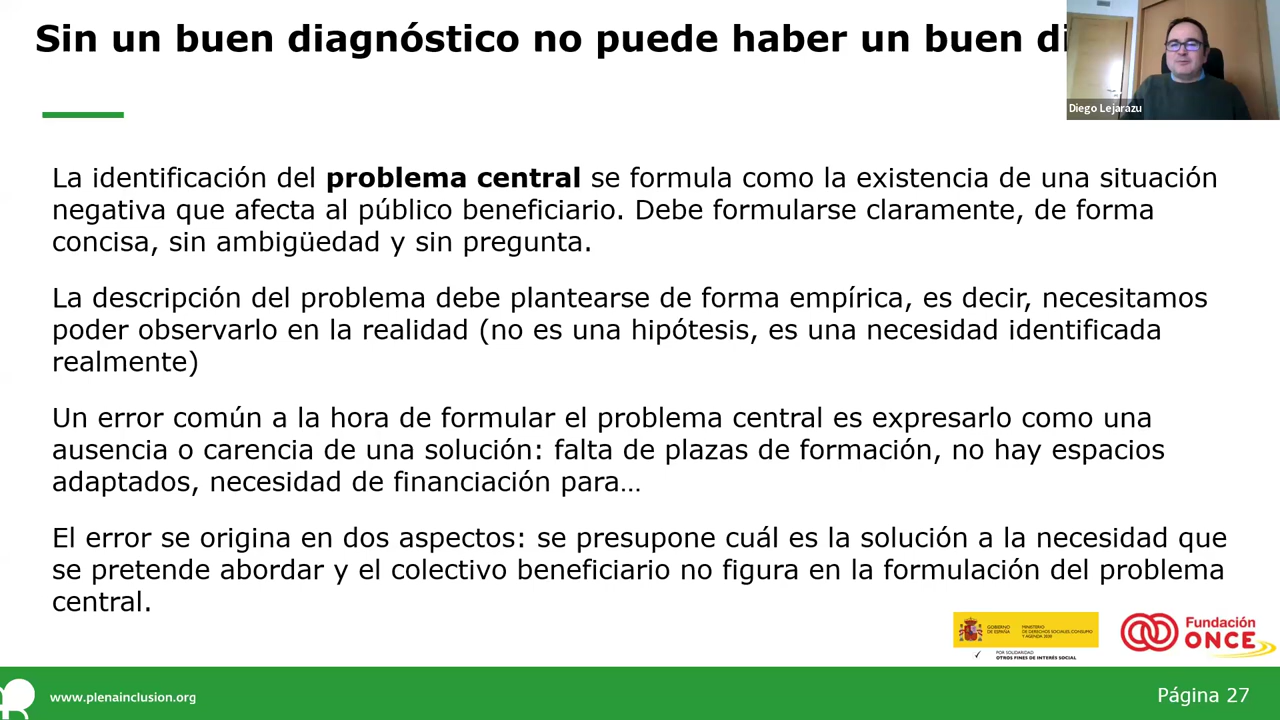 Sin un buen diagnóstico no puede haber un buen
Diego Lejarazu
La identificación del problema central se formula como la existencia de una situación
negativa que afecta al público beneficiario. Debe formularse claramente, de forma
concisa, sin ambigüedad y sin pregunta.
La descripción del problema debe plantearse de forma empírica, es decir, necesitamos
poder observarlo en la realidad (no es una hipótesis, es una necesidad identificada
realmente)
Un error común a la hora de formular el problema central es expresarlo como una
ausencia o carencia de una solución: falta de plazas de formación, no hay espacios
adaptados, necesidad de financiación para…
El error se origina en dos aspectos: se presupone cuál es la solución a la necesidad que
se pretende abordar y el colectivo beneficiario no figura en la formulación del problema
central.
GOBIERNO
DE ESPAÑA
MINISTERIO
DE DERECHOS SOCIALES, CONSUMO
Y AGENDA 2030
POR SOLIDARIDAD
OTROS FINES DE INTERÉS SOCIAL
Fundación
ONCE
www.plenainclusion.org
Página 27